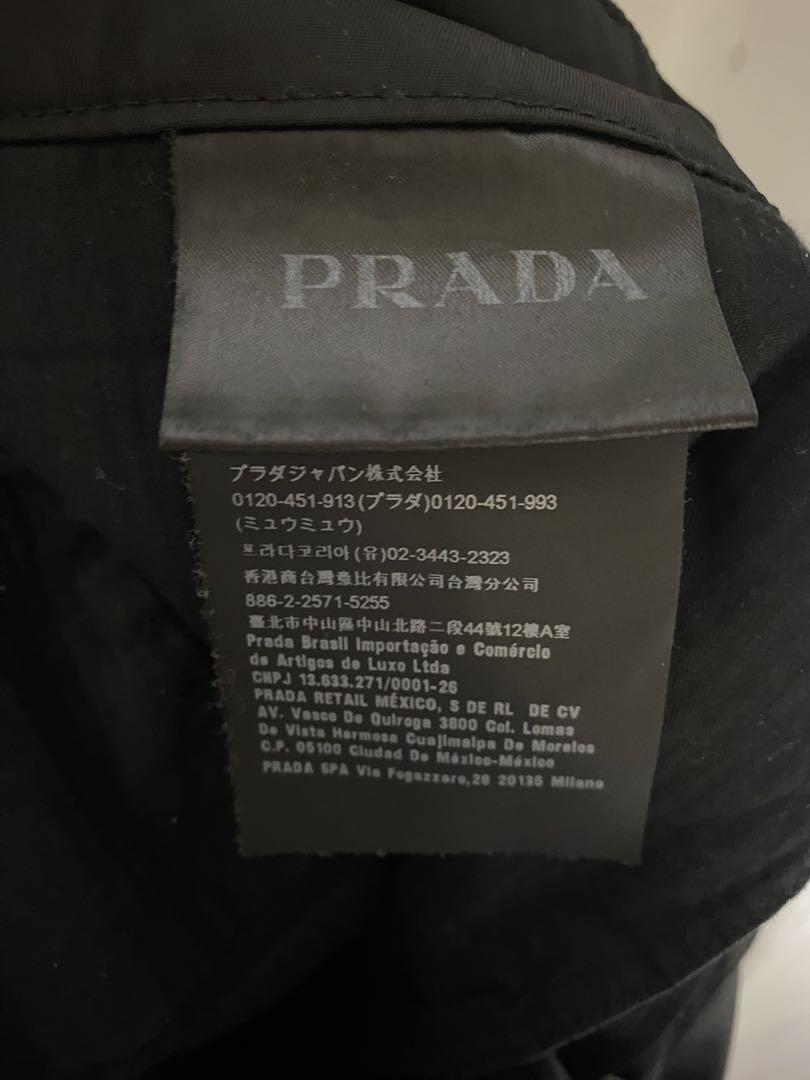 PRADA
プラダジャパン株式会社
0120-451-913(プラダ)0120-451-993
(ミュウミュウ)
프라다코리아(유)02-3443-2323
香港商台灣壹比有限公司台灣分公司
886-2-2571-5255
臺北市中山區中山北路二段44號12樓A室
Prada Brasil Importação e Comércio
de Artigos de Luxo Ltda
CNPJ 13.633.271/0001-26
PRADA RETAIL MÉXICO, S DE RL DE CV
AV. Vasco De Quiroga 3800 Col. Lomas
De Vista Hermosa Cuajimalpa De Morelos
C.P. 05100 Ciudad De México-México
PRADA SPA Via Fogazzaro,28 20135 Milano